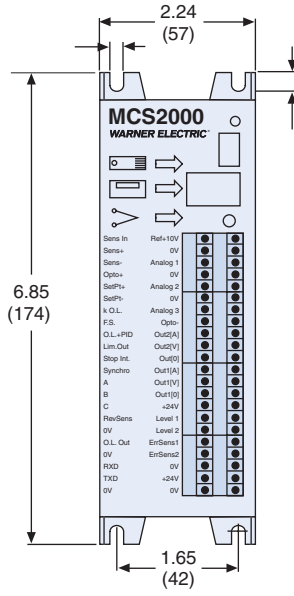 2.24
(57)
MCS2000
WARNER ELECTRIC
Sens In Ref+10V
Sens+ 0V
Sens- Analog 1
Opto+ 0V
SetPt+ Analog 2
SetPt- 0V
k O.L. Analog 3
F.S. Opto-
O.L.+PID Out2[A]
Lim.Out Out2[V]
Stop Int. Out[0]
Synchro Out1[A]
A Out1[V]
B Out1[0]
C +24V
RevSens Level 1
0V Level 2
O.L. Out ErrSens1
0V ErrSens2
RXD 0V
TXD +24V
0V 0V
6.85
(174)
1.65
(42)